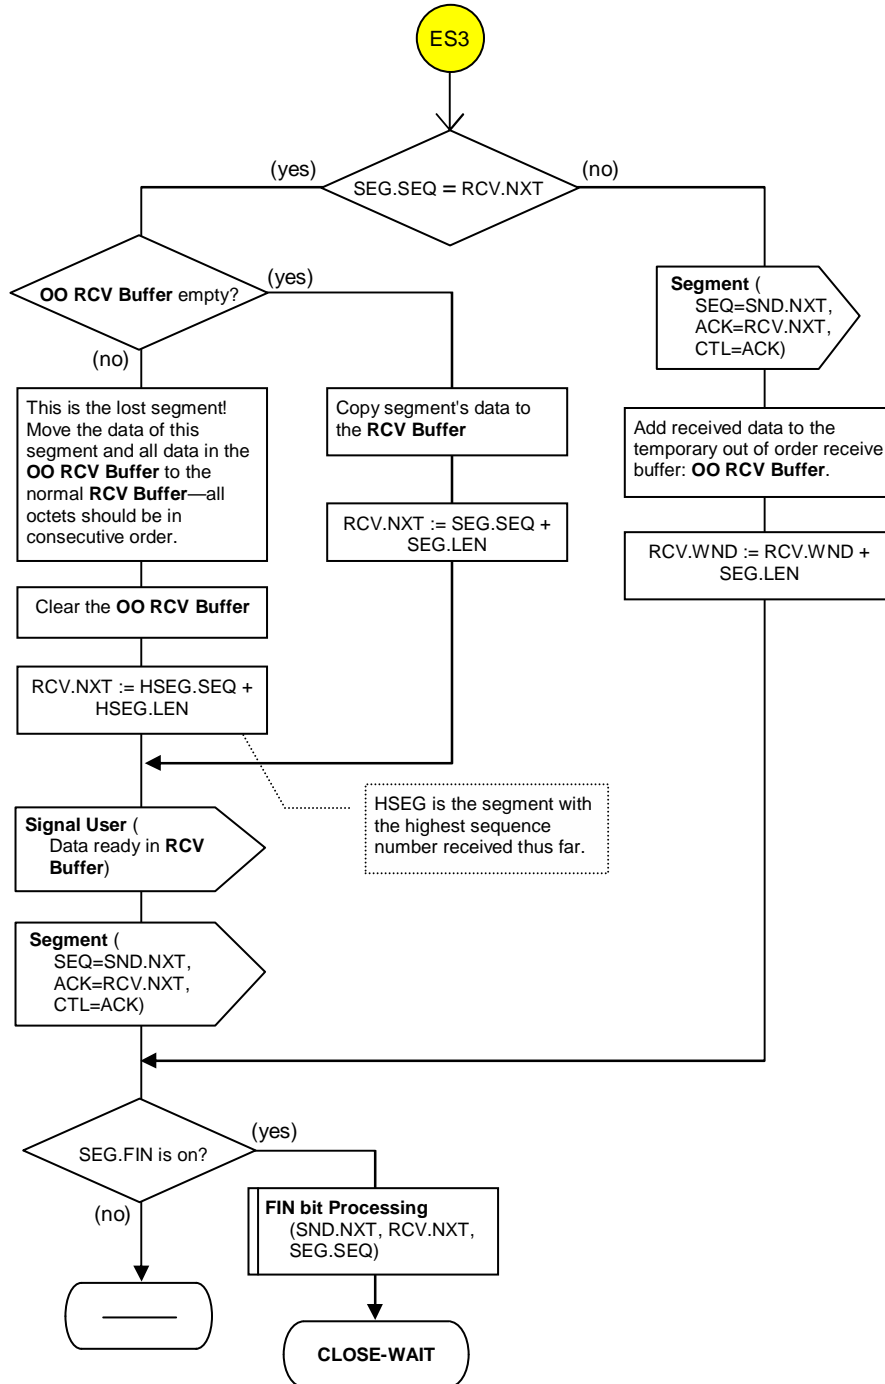 ES3
(yes)
SEG.SEQ = RCV.NXT
(no)
OO RCV Buffer empty?
(yes)
(no)
Segment (
SEQ=SND.NXT,
ACK=RCV.NXT,
CTL=ACK)
This is the lost segment!
Move the data of this
segment and all data in the
OO RCV Buffer to the
normal RCV Buffer—all
octets should be in
consecutive order.
Copy segment's data to
the RCV Buffer
Add received data to the
temporary out of order receive
buffer: OO RCV Buffer.
RCV.NXT := SEG.SEQ +
SEG.LEN
RCV.WND := RCV.WND +
SEG.LEN
Clear the OO RCV Buffer
RCV.NXT := HSEG.SEQ +
HSEG.LEN
HSEG is the segment with
the highest sequence
number received thus far.
Signal User (
Data ready in RCV
Buffer)
Segment (
SEQ=SND.NXT,
ACK=RCV.NXT,
CTL=ACK)
SEG.FIN is on?
(yes)
(no)
FIN bit Processing
(SND.NXT, RCV.NXT,
SEG.SEQ)
CLOSE-WAIT